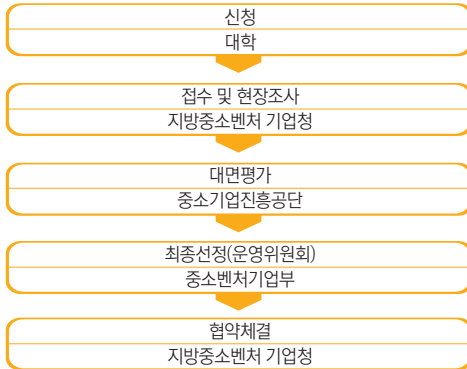 신청
대학
접수 및 현장조사
지방중소벤처 기업청
대면평가
중소기업진흥공단
최종선정(운영위원회)
중소벤처기업부
협약체결
지방중소벤처 기업청